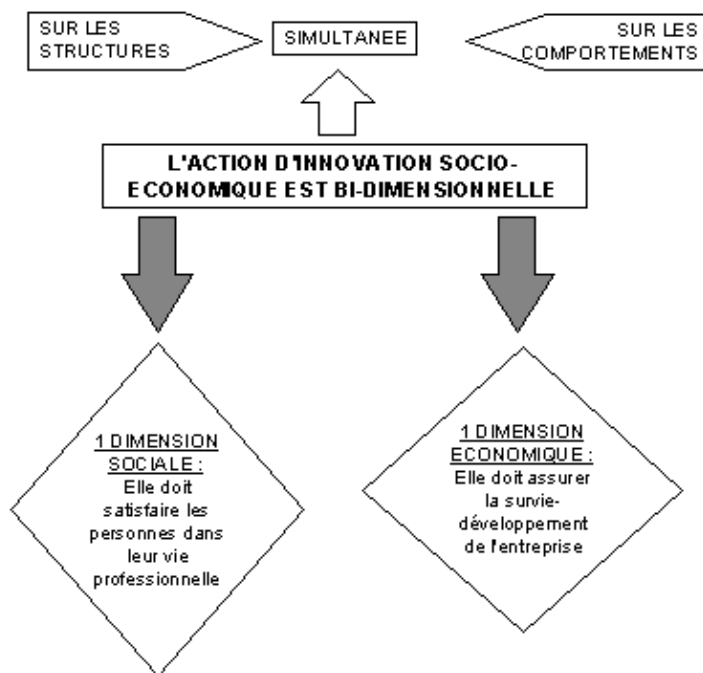 SUR LES
STRUCTURES
SIMULTANEE
SUR LES
COMPORTEMENTS
L'ACTION D'INNOVATION SOCIO-
ECONOMIQUE EST BI-DIMENSIONNELLE
1 DIMENSION
SOCIALE :
Elle doit
satisfaire les
personnes dans
leur vie
professionnelle
1 DIMENSION
ECONOMIQUE :
Elle doit assurer
la survie-
développement
de l'entreprise